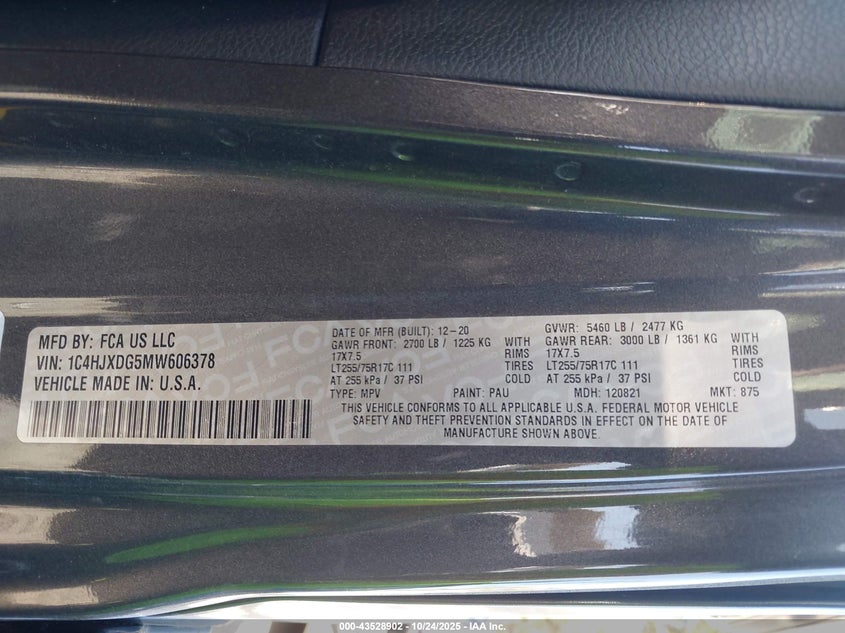 MFD BY: FCA US LLC
VIN: 1C4HJXDG5MW606378
VEHICLE MADE IN U.S.A.
DATE OF MFR (BUILT): 12-20
GAWR FRONT: 2700 LB / 1225 KG WITH
17X7.5 RIMS
LT255/75R17C 111 TIRES
AT 255 kPa / 37 PSI COLD
GVWR: 5460 LB / 2477 KG
GAWR REAR: 3000 LB / 1361 KG WITH
17X7.5 RIMS
LT255/75R17C 111 TIRES
AT 255 kPa / 37 PSI COLD
TYPE: MPV PAINT: PAU MDH: 120821 MKT: 875
THIS VEHICLE CONFORMS TO ALL APPLICABLE U.S.A. FEDERAL MOTOR VEHICLE
SAFETY AND THEFT PREVENTION STANDARDS IN EFFECT ON THE DATE OF
MANUFACTURE SHOWN ABOVE.
000-43528902 - 10/24/2025 - IAA Inc.